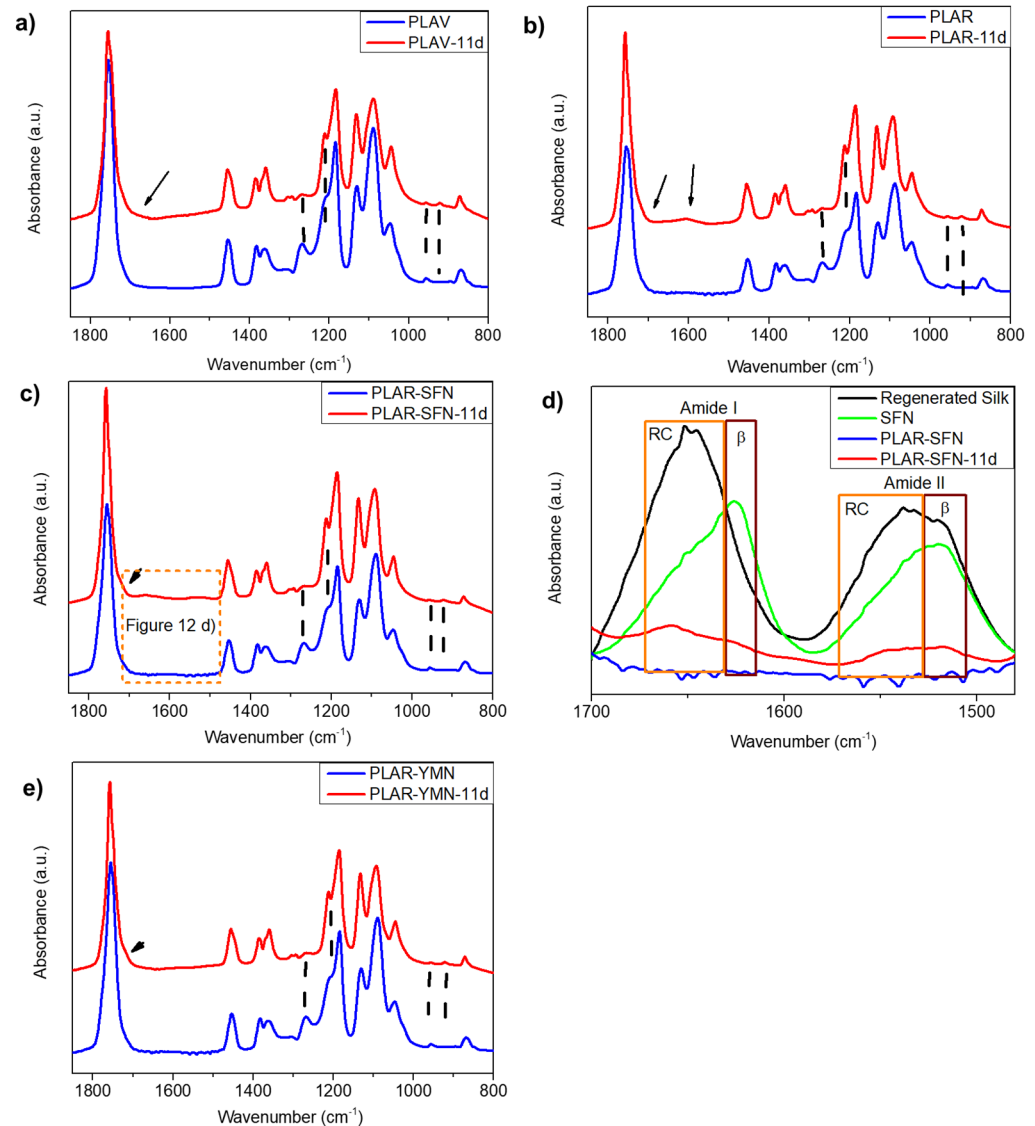 a)
PLAV
PLAV-11d
Absorbance (a.u.)
1800 1600 1400 1200 1000 800
Wavenumber (cm-1)
b)
PLAR
PLAR-11d
Absorbance (a.u.)
1800 1600 1400 1200 1000 800
Wavenumber (cm-1)
c)
PLAR-SFN
PLAR-SFN-11d
Figure 12 d)
Absorbance (a.u.)
1800 1600 1400 1200 1000 800
Wavenumber (cm-1)
d)
Regenerated Silk
SFN
PLAR-SFN
PLAR-SFN-11d
Amide I
RC β
Amide II
RC β
Absorbance (a.u.)
1700 1600 1500
Wavenumber (cm-1)
e)
PLAR-YMN
PLAR-YMN-11d
Absorbance (a.u.)
1800 1600 1400 1200 1000 800
Wavenumber (cm-1)